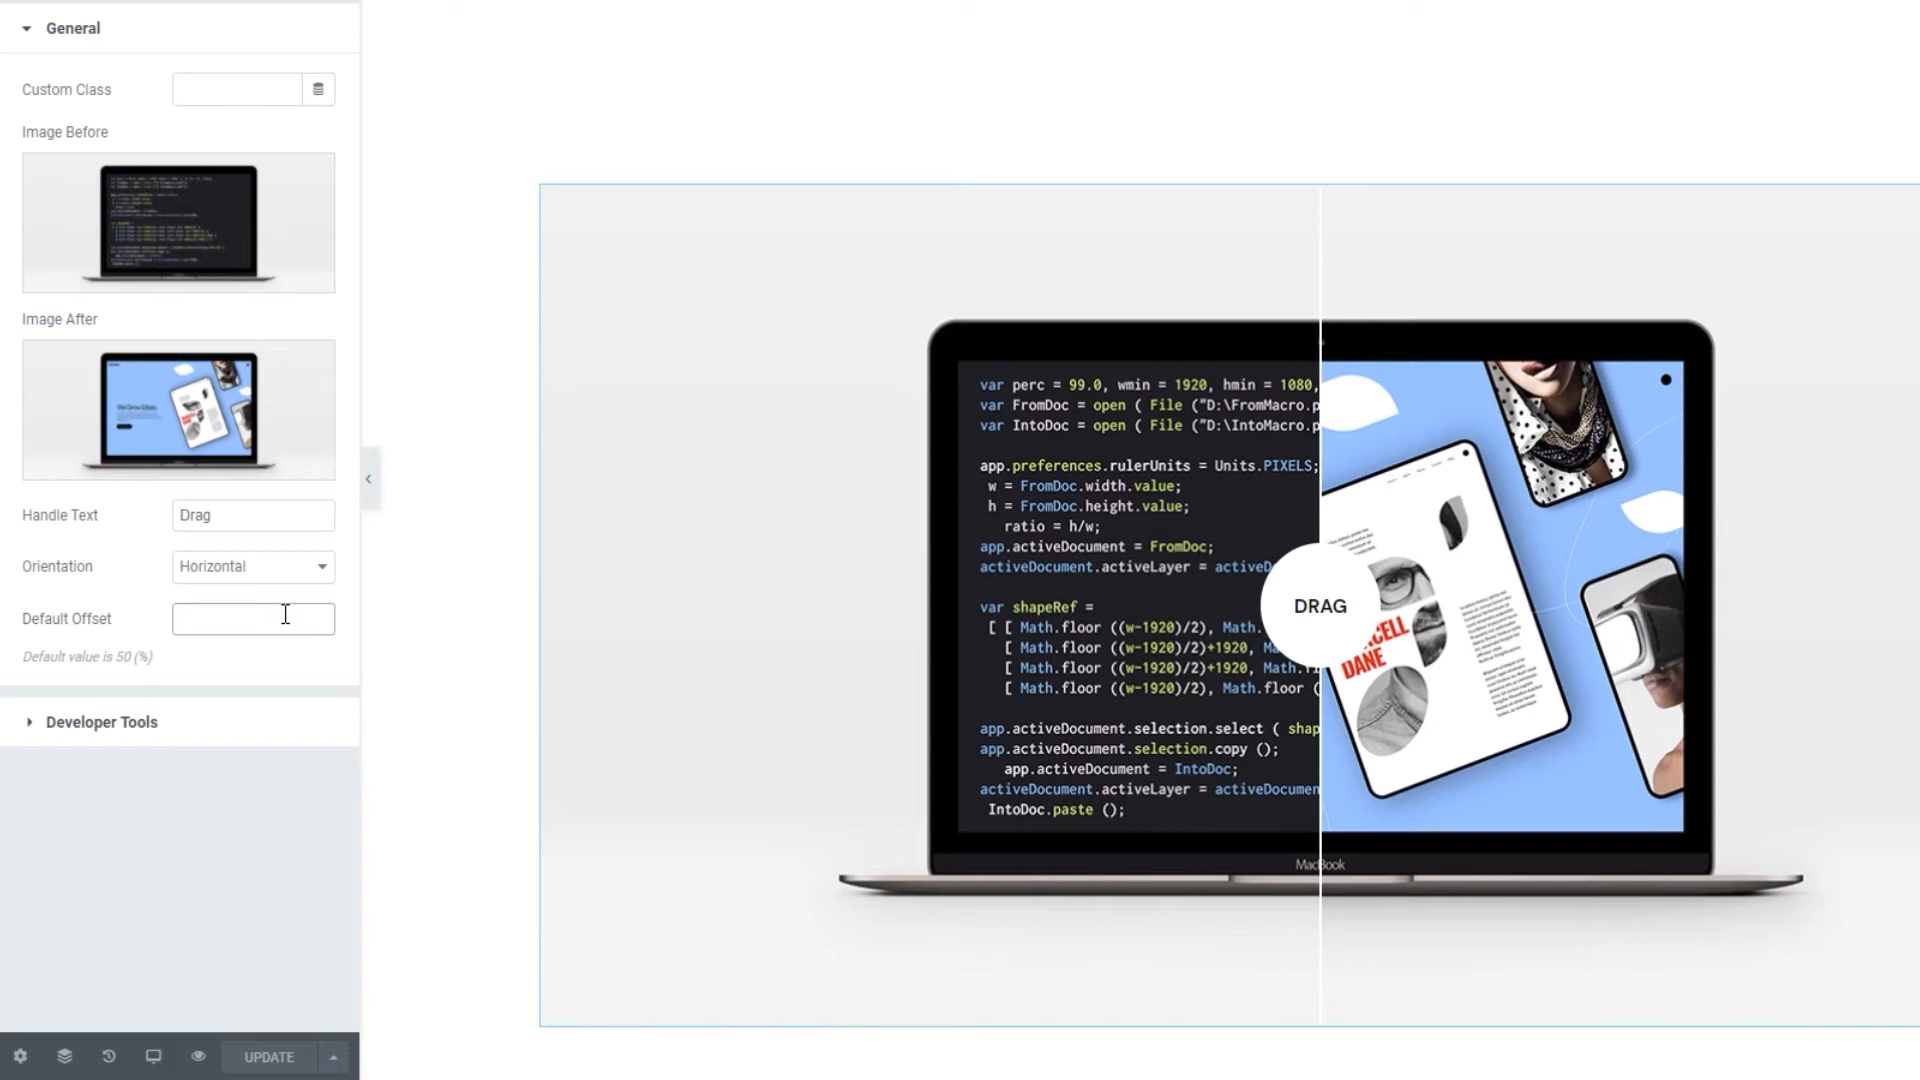 General
Custom Class
Image Before
Image After
Handle Text
Drag
Orientation
Horizontal
Default Offset
Default value is 50 (%)
Developer Tools
UPDATE
var perc = 99.0, wmin = 1920, hmin = 1080,
var FromDoc = open ( File ("D:\FromMacro.p
var IntoDoc = open ( File ("D:\IntoMacro.p
app.preferences.rulerUnits = Units.PIXELS;
w = FromDoc.width.value;
h = FromDoc.height.value;
ratio = h/w;
app.activeDocument = FromDoc;
activeDocument.activeLayer = activeD
var shapeRef =
[ [ Math.floor ((w-1920)/2), Math.
[ Math.floor ((w-1920)/2)+1920, Ma
[ Math.floor ((w-1920)/2)+1920, Math.fl
[ Math.floor ((w-1920)/2), Math.floor (
app.activeDocument.selection.select ( shap
app.activeDocument.selection.copy ();
app.activeDocument = IntoDoc;
activeDocument.activeLayer = activeDocumen
IntoDoc.paste ();
DRAG
CELL
DANE
MacBook